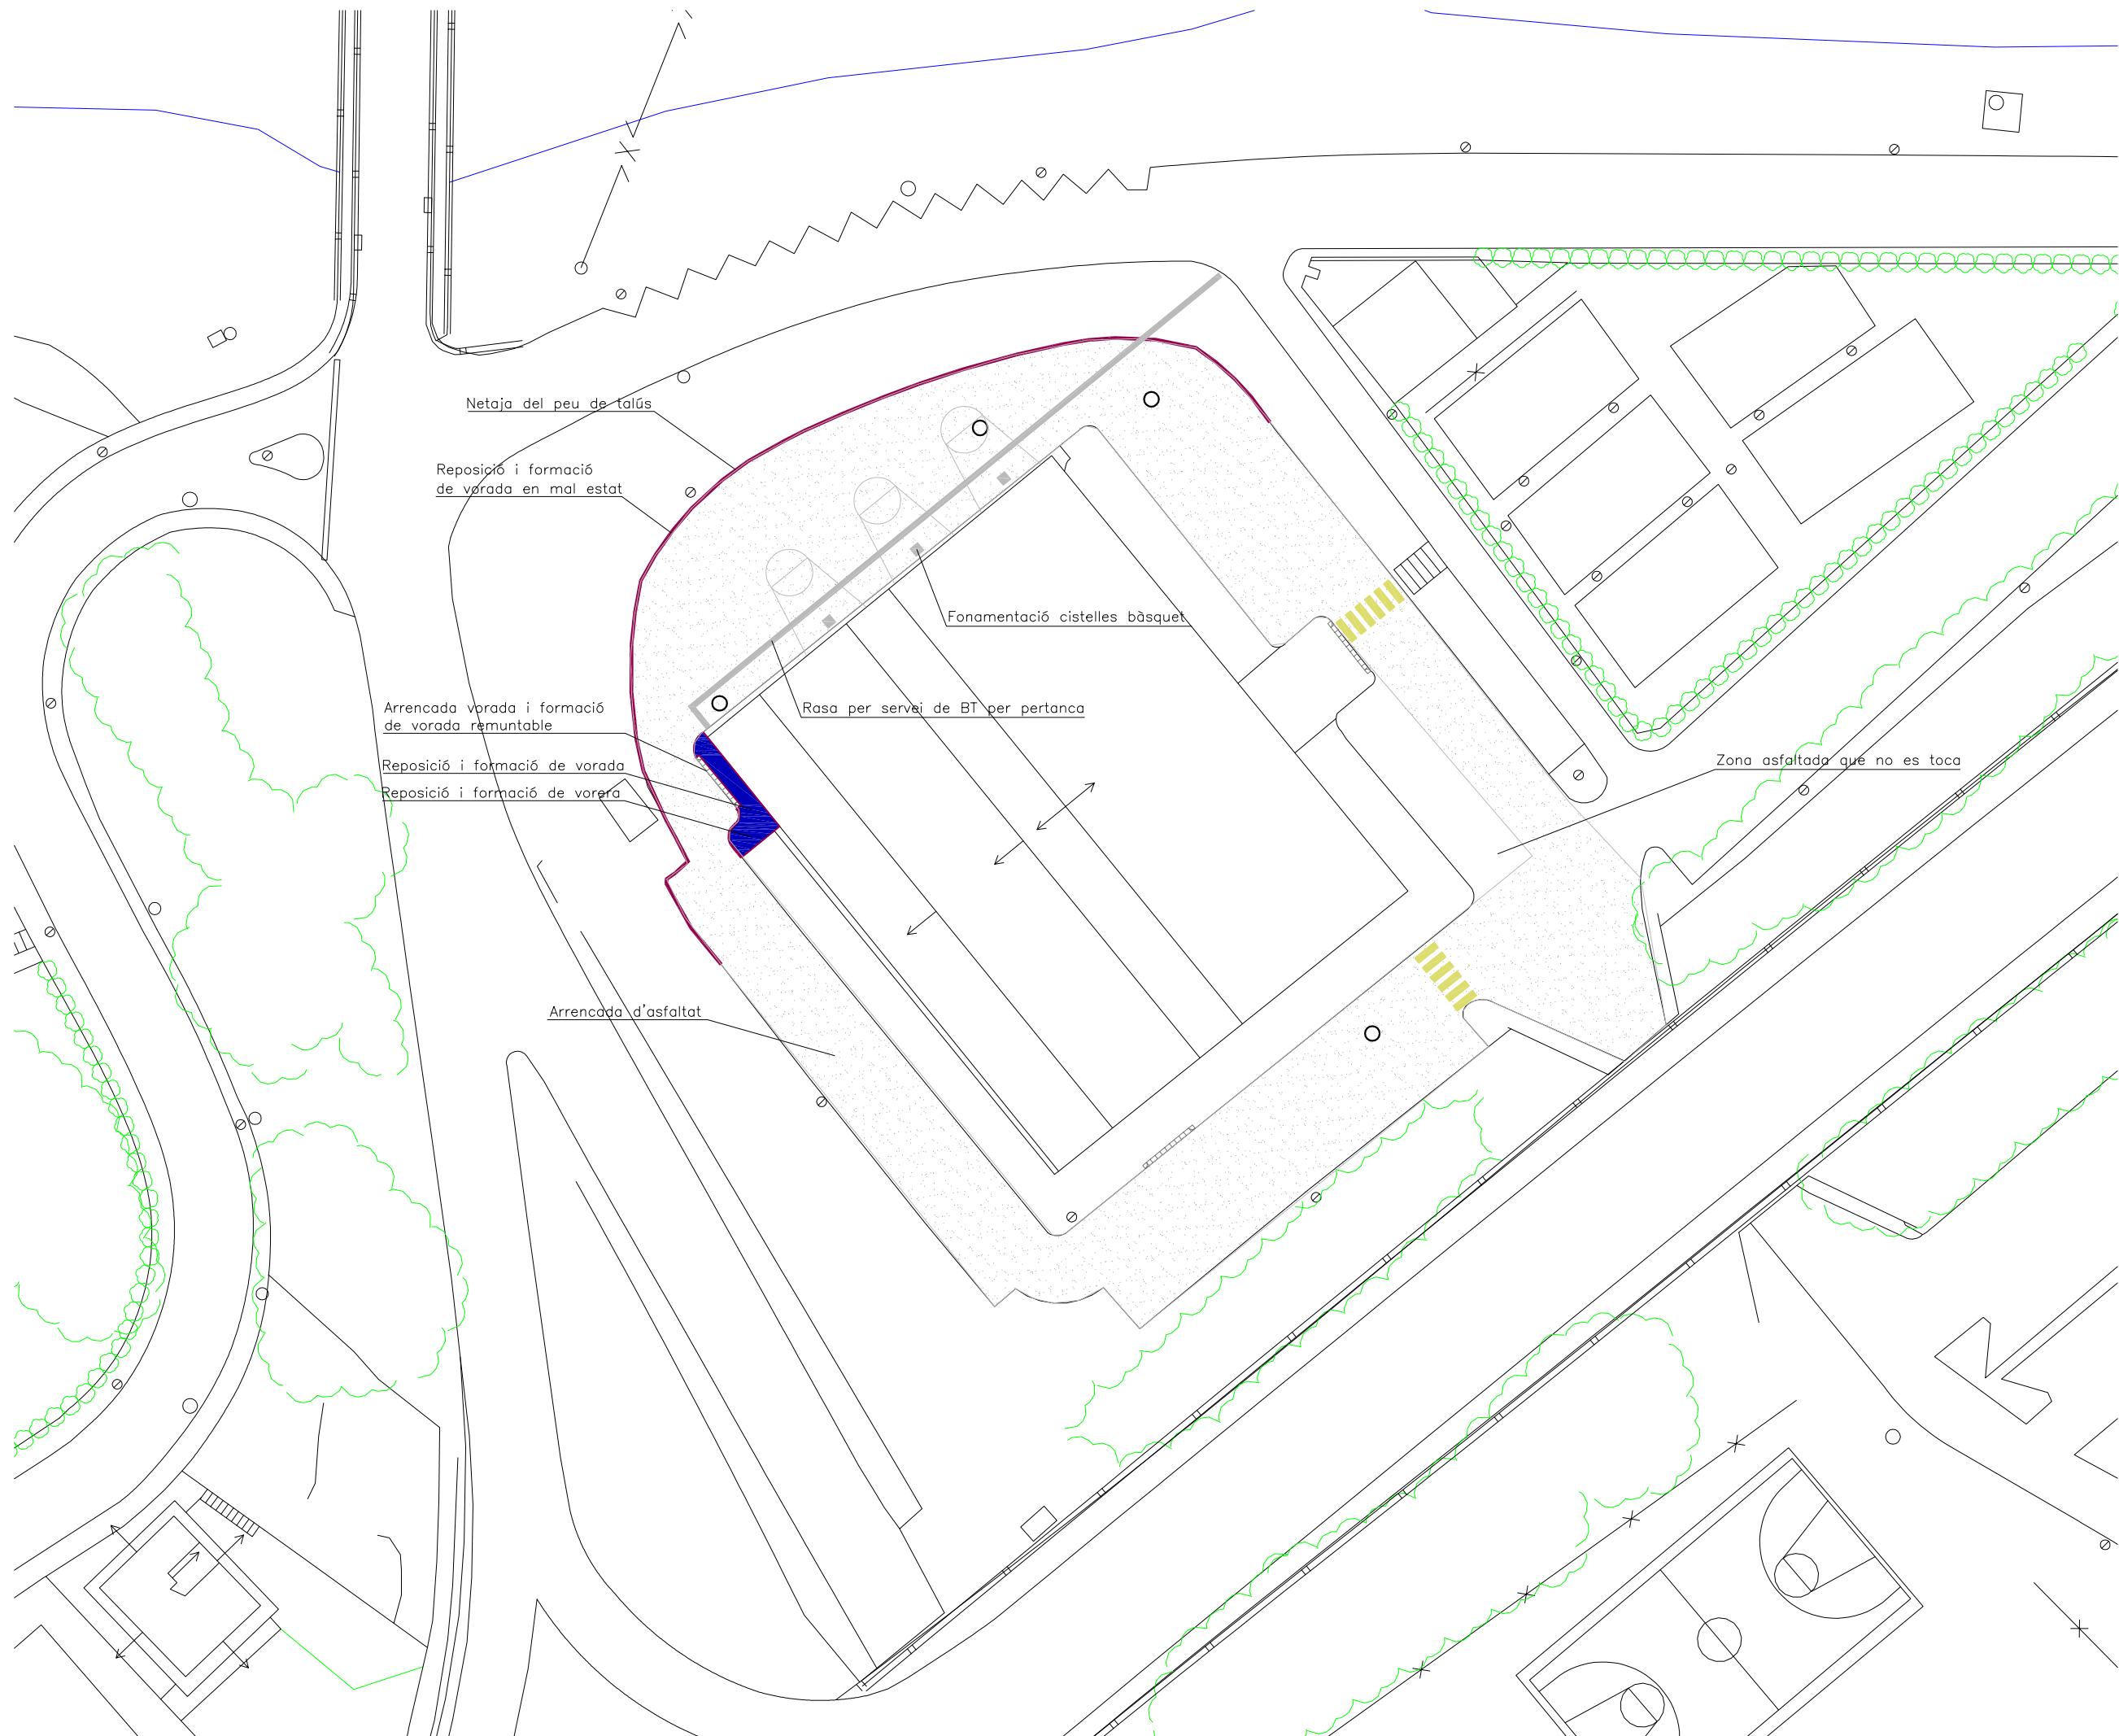 Netaja del peu de talús
Reposició i formació
de vorada en mal estat
Fonamentació cistelles bàsquet
Arrencada vorada i formació
de vorada remuntable
Rasa per servei de BT per pertanca
Reposició i formació de vorada
Reposició i formació de vorera
Zona asfaltada que no es toca
Arrencada d'asfaltat